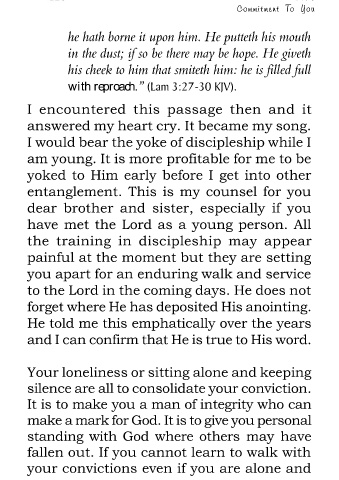 Commitment To You
he hath borne it upon him. He putteth his mouth
in the dust; if so be there may be hope. He giveth
his cheek to him that smiteth him: he is filled full
with reproach." (Lam 3:27-30 KJV).
I encountered this passage then and it
answered my heart cry. It became my song.
I would bear the yoke of discipleship while I
am young. It is more profitable for me to be
yoked to Him early before I get into other
entanglement. This is my counsel for you
dear brother and sister, especially if you
have met the Lord as a young person. All
the training in discipleship may appear
painful at the moment but they are setting
you apart for an enduring walk and service
to the Lord in the coming days. He does not
forget where He has deposited His anointing.
He told me this emphatically over the years
and I can confirm that He is true to His word.
Your loneliness or sitting alone and keeping
silence are all to consolidate your conviction.
It is to make you a man of integrity who can
make a mark for God. It is to give you personal
standing with God where others may have
fallen out. If you cannot learn to walk with
your convictions even if you are alone and